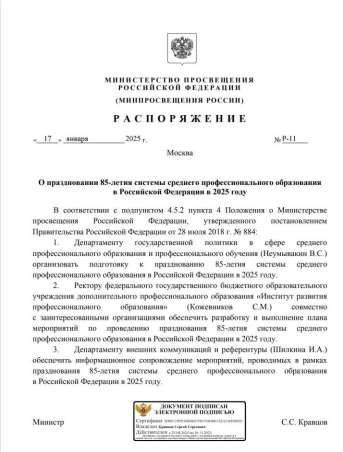 МИНИСТЕРСТВО ПРОСВЕЩЕНИЯ
РОССИЙСКОЙ ФЕДЕРАЦИИ
(МИНПРОСВЕЩЕНИЯ РОССИИ)
РАСПОРЯЖЕНИЕ
« 17 » января 2025 г. № Р-11
Москва
О праздновании 85-летия системы среднего профессионального образования
в Российской Федерации в 2025 году
В соответствии с подпунктом 4.5.2 пункта 4 Положения о Министерстве
просвещения Российской Федерации, утвержденного постановлением
Правительства Российской Федерации от 28 июля 2018 г. № 884:
1. Департаменту государственной политики в сфере среднего
профессионального образования и профессионального обучения (Неумывакин В.С.)
организовать подготовку к празднованию 85-летия системы среднего
профессионального образования в Российской Федерации в 2025 году.
2. Ректору федерального государственного бюджетного образовательного
учреждения дополнительного профессионального образования «Институт развития
профессионального образования» (Кожевников С.М.) совместно
с заинтересованными организациями обеспечить разработку и выполнение плана
мероприятий по проведению празднования 85-летия системы среднего
профессионального образования в Российской Федерации в 2025 году.
3. Департаменту внешних коммуникаций и референтуры (Шилкина И.А.)
обеспечить информационное сопровождение мероприятий, проводимых в рамках
празднования 85-летия системы среднего профессионального образования
в Российской Федерации в 2025 году.
ДОКУМЕНТ ПОДПИСАН
ЭЛЕКТРОННОЙ ПОДПИСЬЮ
Сертификат
Владелец Кравцов Сергей Сергеевич
Действителен
Министр С.С. Кравцов